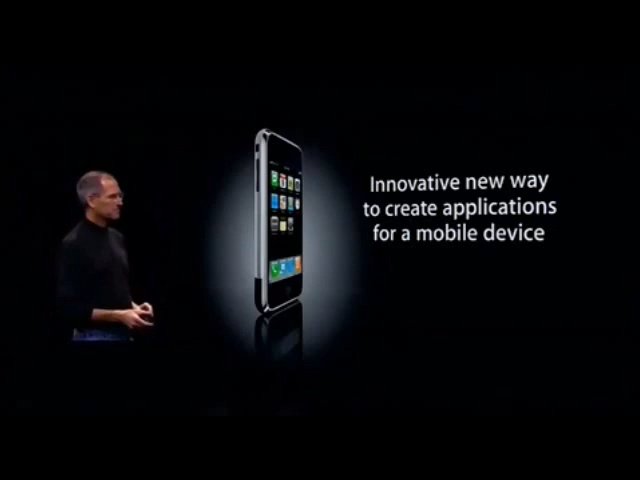 Innovative new way
to create applications
for a mobile device